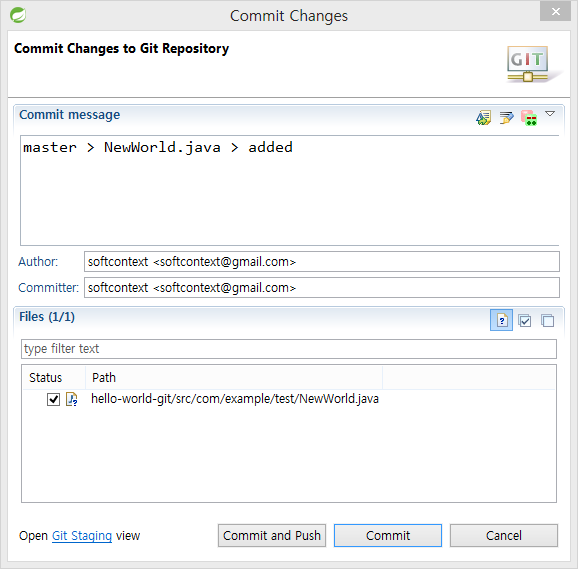 Commit Changes
Commit Changes to Git Repository
GIT
Commit message
master > NewWorld.java > added
Author: softcontext <softcontext@gmail.com>
Committer: softcontext <softcontext@gmail.com>
Files (1/1)
type filter text
Status Path
hello-world-git/src/com/example/test/NewWorld.java
Open Git Staging view Commit and Push Commit Cancel